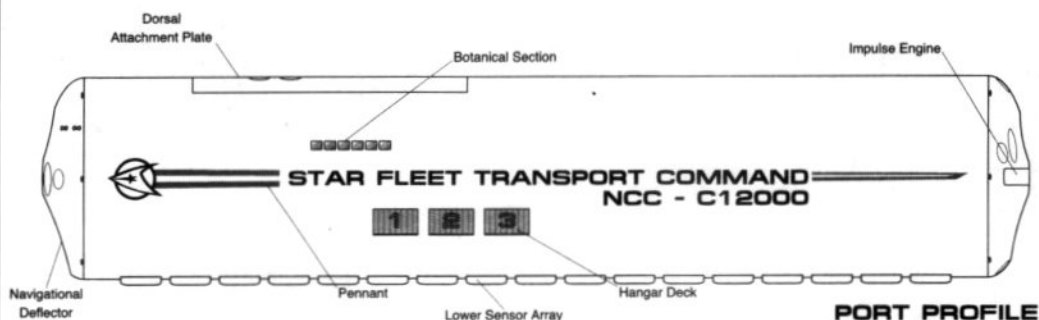 Dorsal
Attachment Plate
Botanical Section
Impulse Engine
STAR FLEET TRANSPORT COMMAND
NCC - C12000
1 2 3
Navigational
Deflector
Pennant
Lower Sensor Array
Hangar Deck
PORT PROFILE